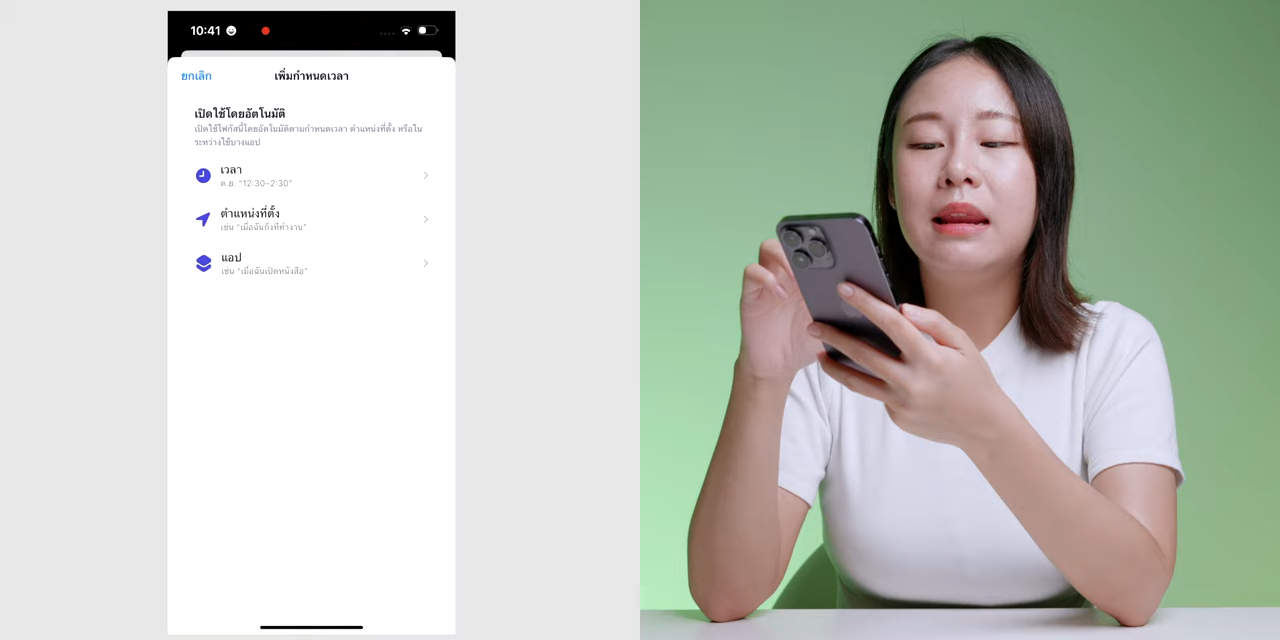 10:41
ยกเลิก
เพิ่มกำหนดเวลา
เปิดใช้โดยอัตโนมัติ
เปิดใช้โฟกัสนี้โดยอัตโนมัติตามกำหนดเวลา ตำแหน่งที่ตั้ง หรือใน
ระหว่างใช้บางแอป
เวลา
ต.ย. "12:30–2:30"
ตำแหน่งที่ตั้ง
เช่น "เมื่อฉันถึงที่ทำงาน"
แอป
เช่น "เมื่อฉันเปิดหนังสือ"